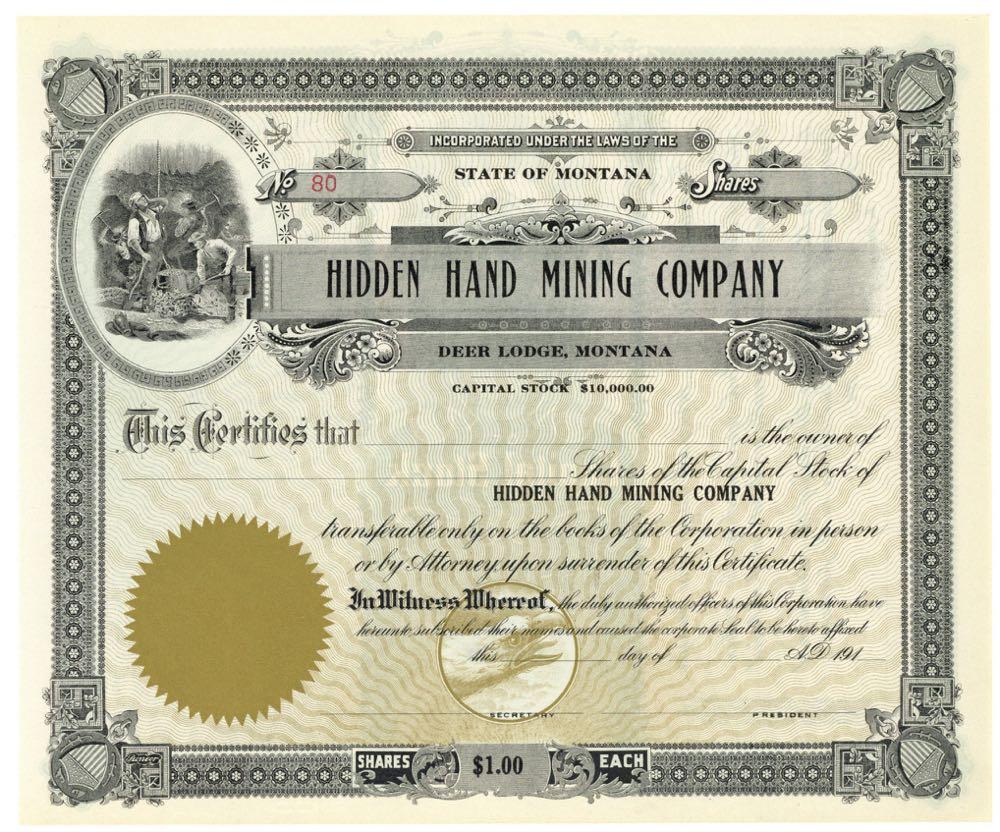 INCORPORATED UNDER THE LAWS OF THE
STATE OF MONTANA
No. 80
Shares
HIDDEN HAND MINING COMPANY
DEER LODGE, MONTANA
CAPITAL STOCK $10,000.00
This Certifies that is the owner of
Shares of the Capital Stock of
HIDDEN HAND MINING COMPANY
transferable only on the books of the Corporation in person
or by Attorney upon surrender of this Certificate.
In Witness Whereof, the duly authorized officers of this Corporation have
hereunto subscribed their names and caused the corporate Seal to be hereto affixed
this day of A.D. 191
SECRETARY PRESIDENT
SHARES $1.00 EACH